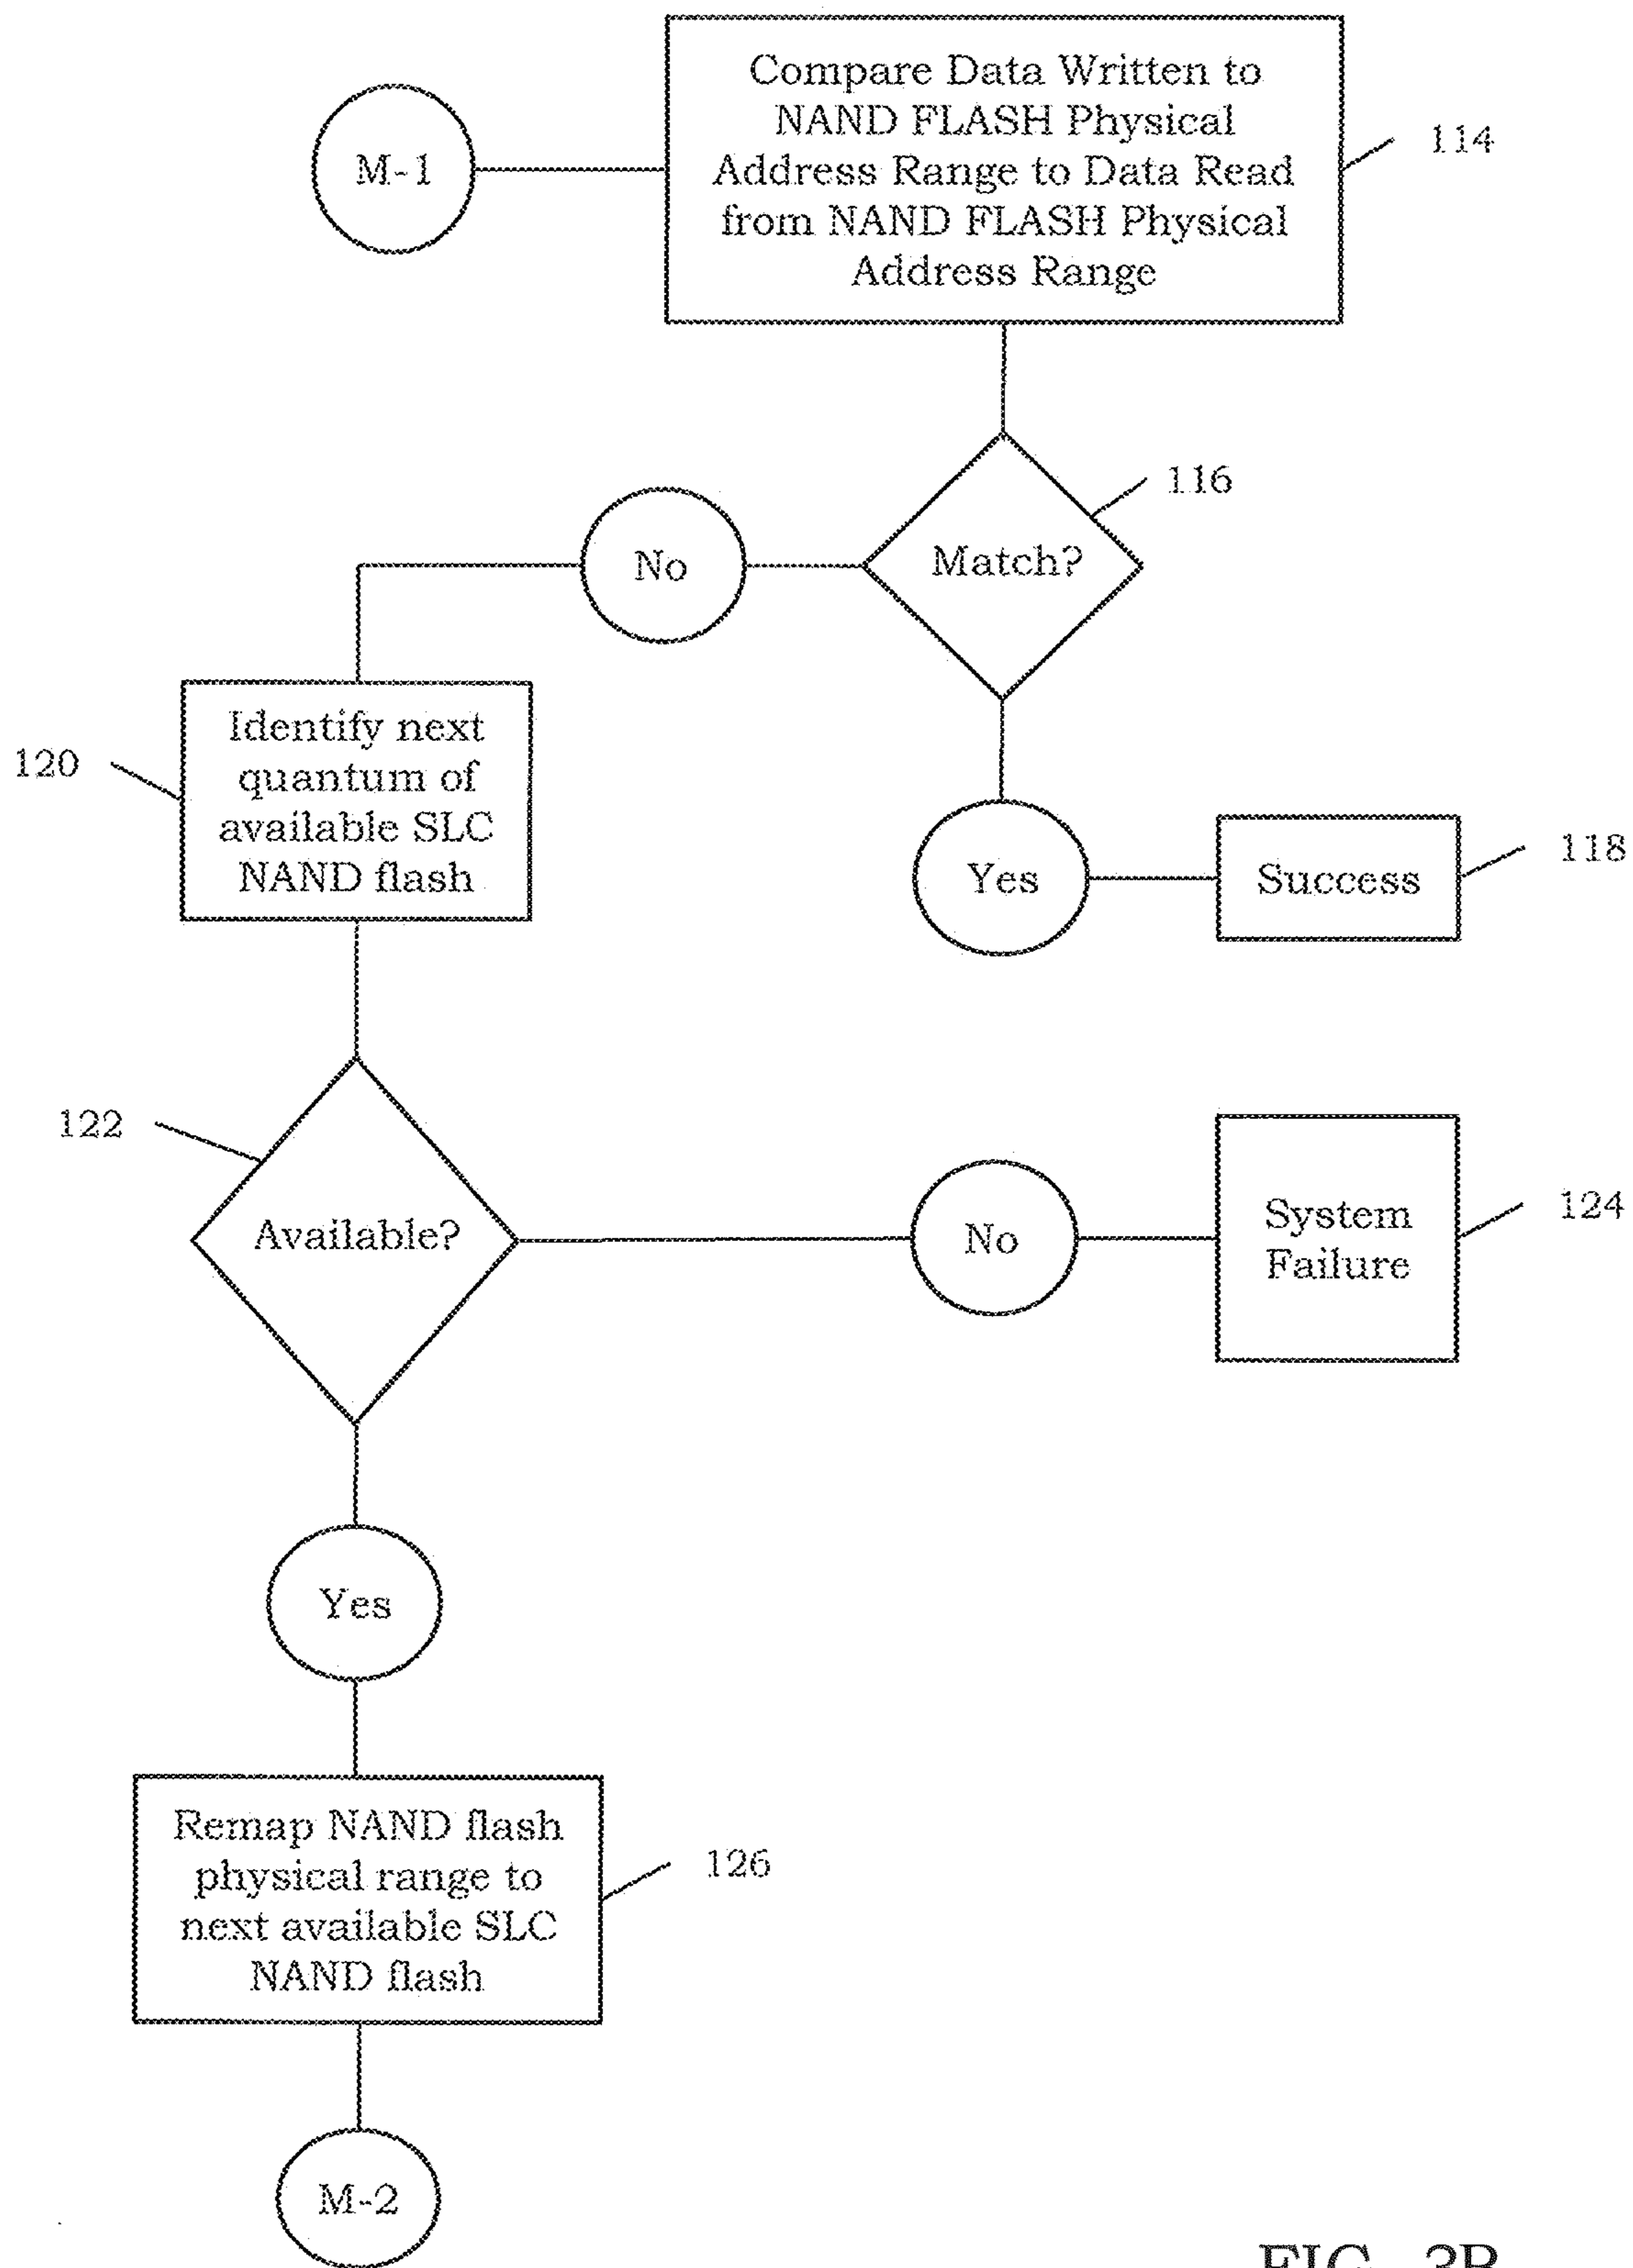 Compare Data Written to
NAND FLASH Physical
Address Range to Data Read
from NAND FLASH Physical
Address Range
M-1
114
116
Match?
No
Identify next
quantum of
available SLC
NAND flash
120
Yes
Success
118
122
Available?
No
System
Failure
124
Yes
Remap NAND flash
physical range to
next available SLC
NAND flash
126
M-2
FIG. 3B